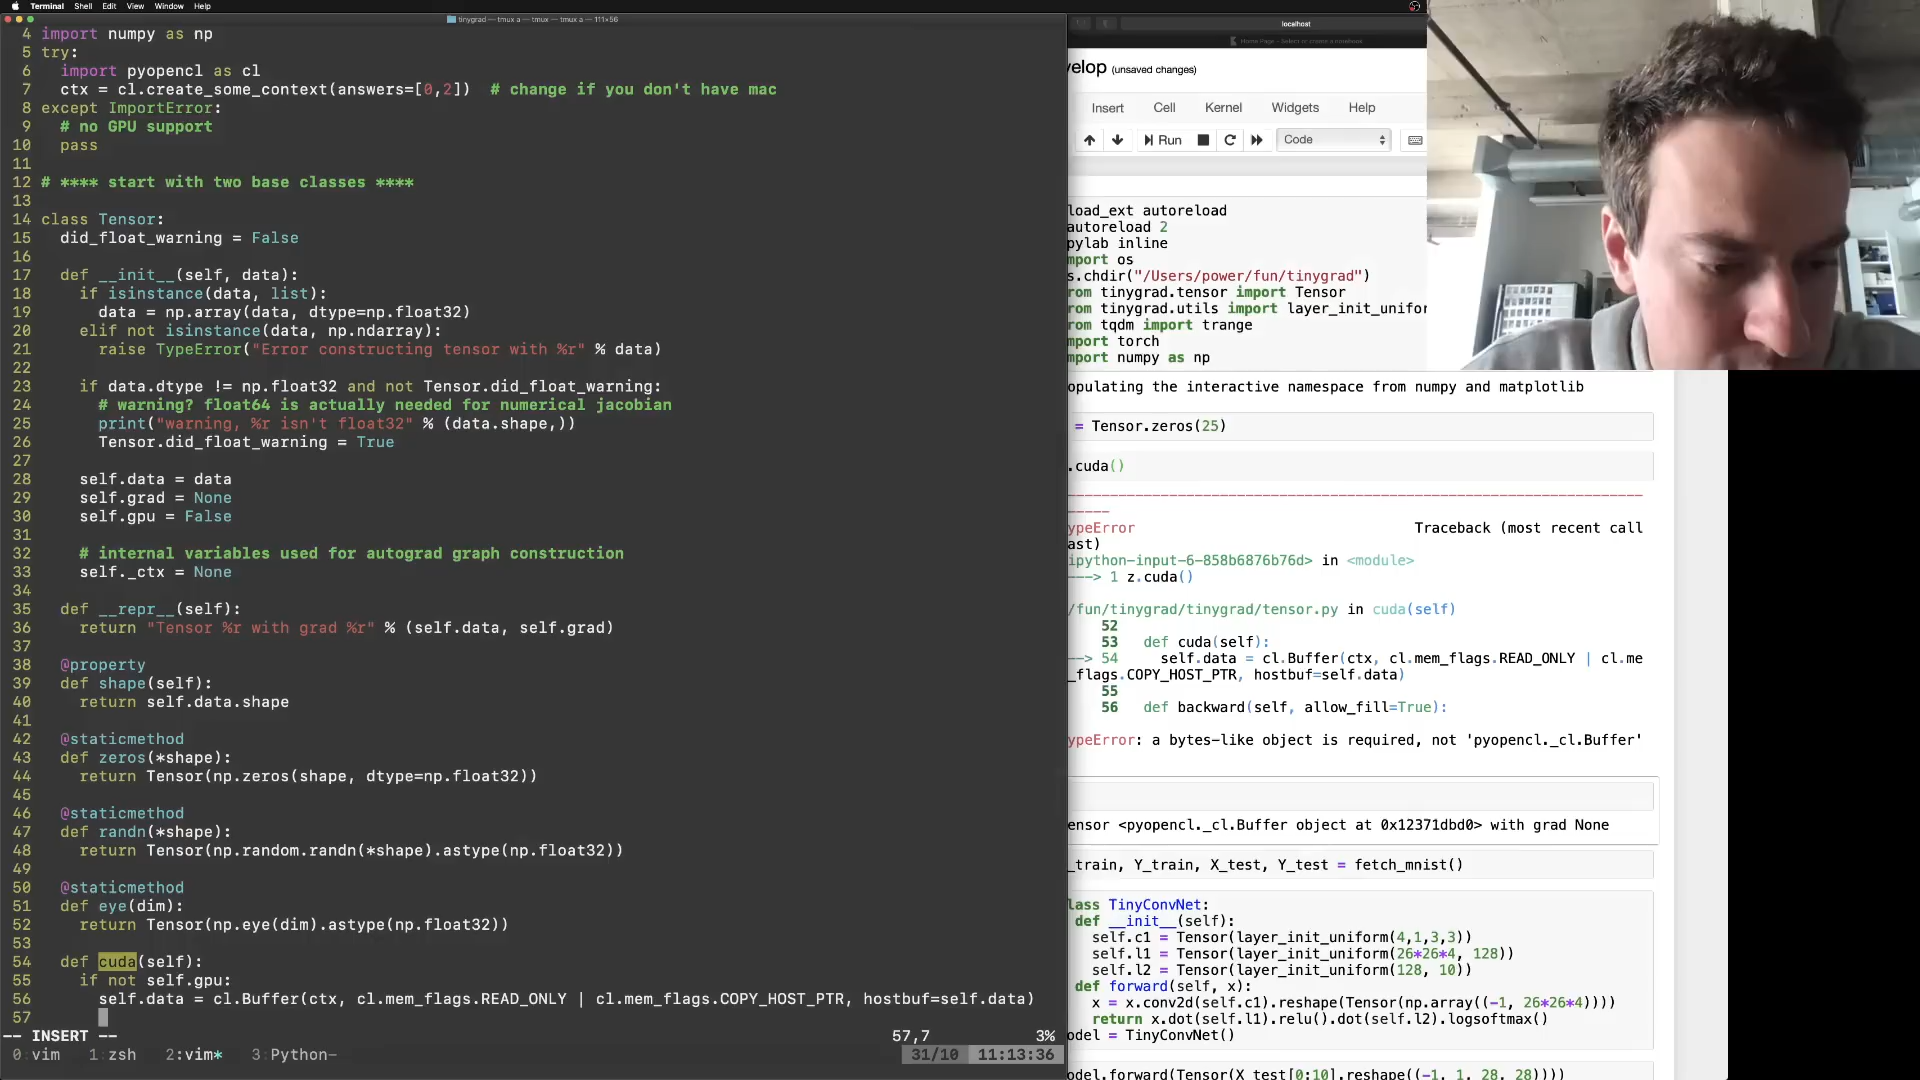 Terminal Shell Edit View Window Help
tinygrad — tmux a — tmux — tmux a — 111×56
4 import numpy as np
5 try:
6 import pyopencl as cl
7 ctx = cl.create_some_context(answers=[0,2]) # change if you don't have mac
8 except ImportError:
9 # no GPU support
10 pass
11
12 # **** start with two base classes ****
13
14 class Tensor:
15 did_float_warning = False
16
17 def __init__(self, data):
18 if isinstance(data, list):
19 data = np.array(data, dtype=np.float32)
20 elif not isinstance(data, np.ndarray):
21 raise TypeError("Error constructing tensor with %r" % data)
22
23 if data.dtype != np.float32 and not Tensor.did_float_warning:
24 # warning? float64 is actually needed for numerical jacobian
25 print("warning, %r isn't float32" % (data.shape,))
26 Tensor.did_float_warning = True
27
28 self.data = data
29 self.grad = None
30 self.gpu = False
31
32 # internal variables used for autograd graph construction
33 self._ctx = None
34
35 def __repr__(self):
36 return "Tensor %r with grad %r" % (self.data, self.grad)
37
38 @property
39 def shape(self):
40 return self.data.shape
41
42 @staticmethod
43 def zeros(*shape):
44 return Tensor(np.zeros(shape, dtype=np.float32))
45
46 @staticmethod
47 def randn(*shape):
48 return Tensor(np.random.randn(*shape).astype(np.float32))
49
50 @staticmethod
51 def eye(dim):
52 return Tensor(np.eye(dim).astype(np.float32))
53
54 def cuda(self):
55 if not self.gpu:
56 self.data = cl.Buffer(ctx, cl.mem_flags.READ_ONLY | cl.mem_flags.COPY_HOST_PTR, hostbuf=self.data)
57
-- INSERT -- 57,7 3%
0:vim 1:zsh 2:vim* 3:Python- 31/10 11:13:36
localhost
Home Page - Select or create a notebook
velop (unsaved changes)
Insert Cell Kernel Widgets Help
Run Code
load_ext autoreload
autoreload 2
pylab inline
mport os
s.chdir("/Users/power/fun/tinygrad")
rom tinygrad.tensor import Tensor
rom tinygrad.utils import layer_init_unifor
rom tqdm import trange
mport torch
mport numpy as np
opulating the interactive namespace from numpy and matplotlib
= Tensor.zeros(25)
.cuda()
---------------------------------------------------------------------
-----
ypeError Traceback (most recent call
ast)
ipython-input-6-858b6876b76d> in <module>
---> 1 z.cuda()
/fun/tinygrad/tinygrad/tensor.py in cuda(self)
52
53 def cuda(self):
--> 54 self.data = cl.Buffer(ctx, cl.mem_flags.READ_ONLY | cl.me
_flags.COPY_HOST_PTR, hostbuf=self.data)
55
56 def backward(self, allow_fill=True):
ypeError: a bytes-like object is required, not 'pyopencl._cl.Buffer'
ensor <pyopencl._cl.Buffer object at 0x12371dbd0> with grad None
_train, Y_train, X_test, Y_test = fetch_mnist()
lass TinyConvNet:
def __init__(self):
self.c1 = Tensor(layer_init_uniform(4,1,3,3))
self.l1 = Tensor(layer_init_uniform(26*26*4, 128))
self.l2 = Tensor(layer_init_uniform(128, 10))
def forward(self, x):
x = x.conv2d(self.c1).reshape(Tensor(np.array((-1, 26*26*4))))
return x.dot(self.l1).relu().dot(self.l2).logsoftmax()
odel = TinyConvNet()
odel.forward(Tensor(X_test[0:10].reshape((-1, 1, 28, 28))))